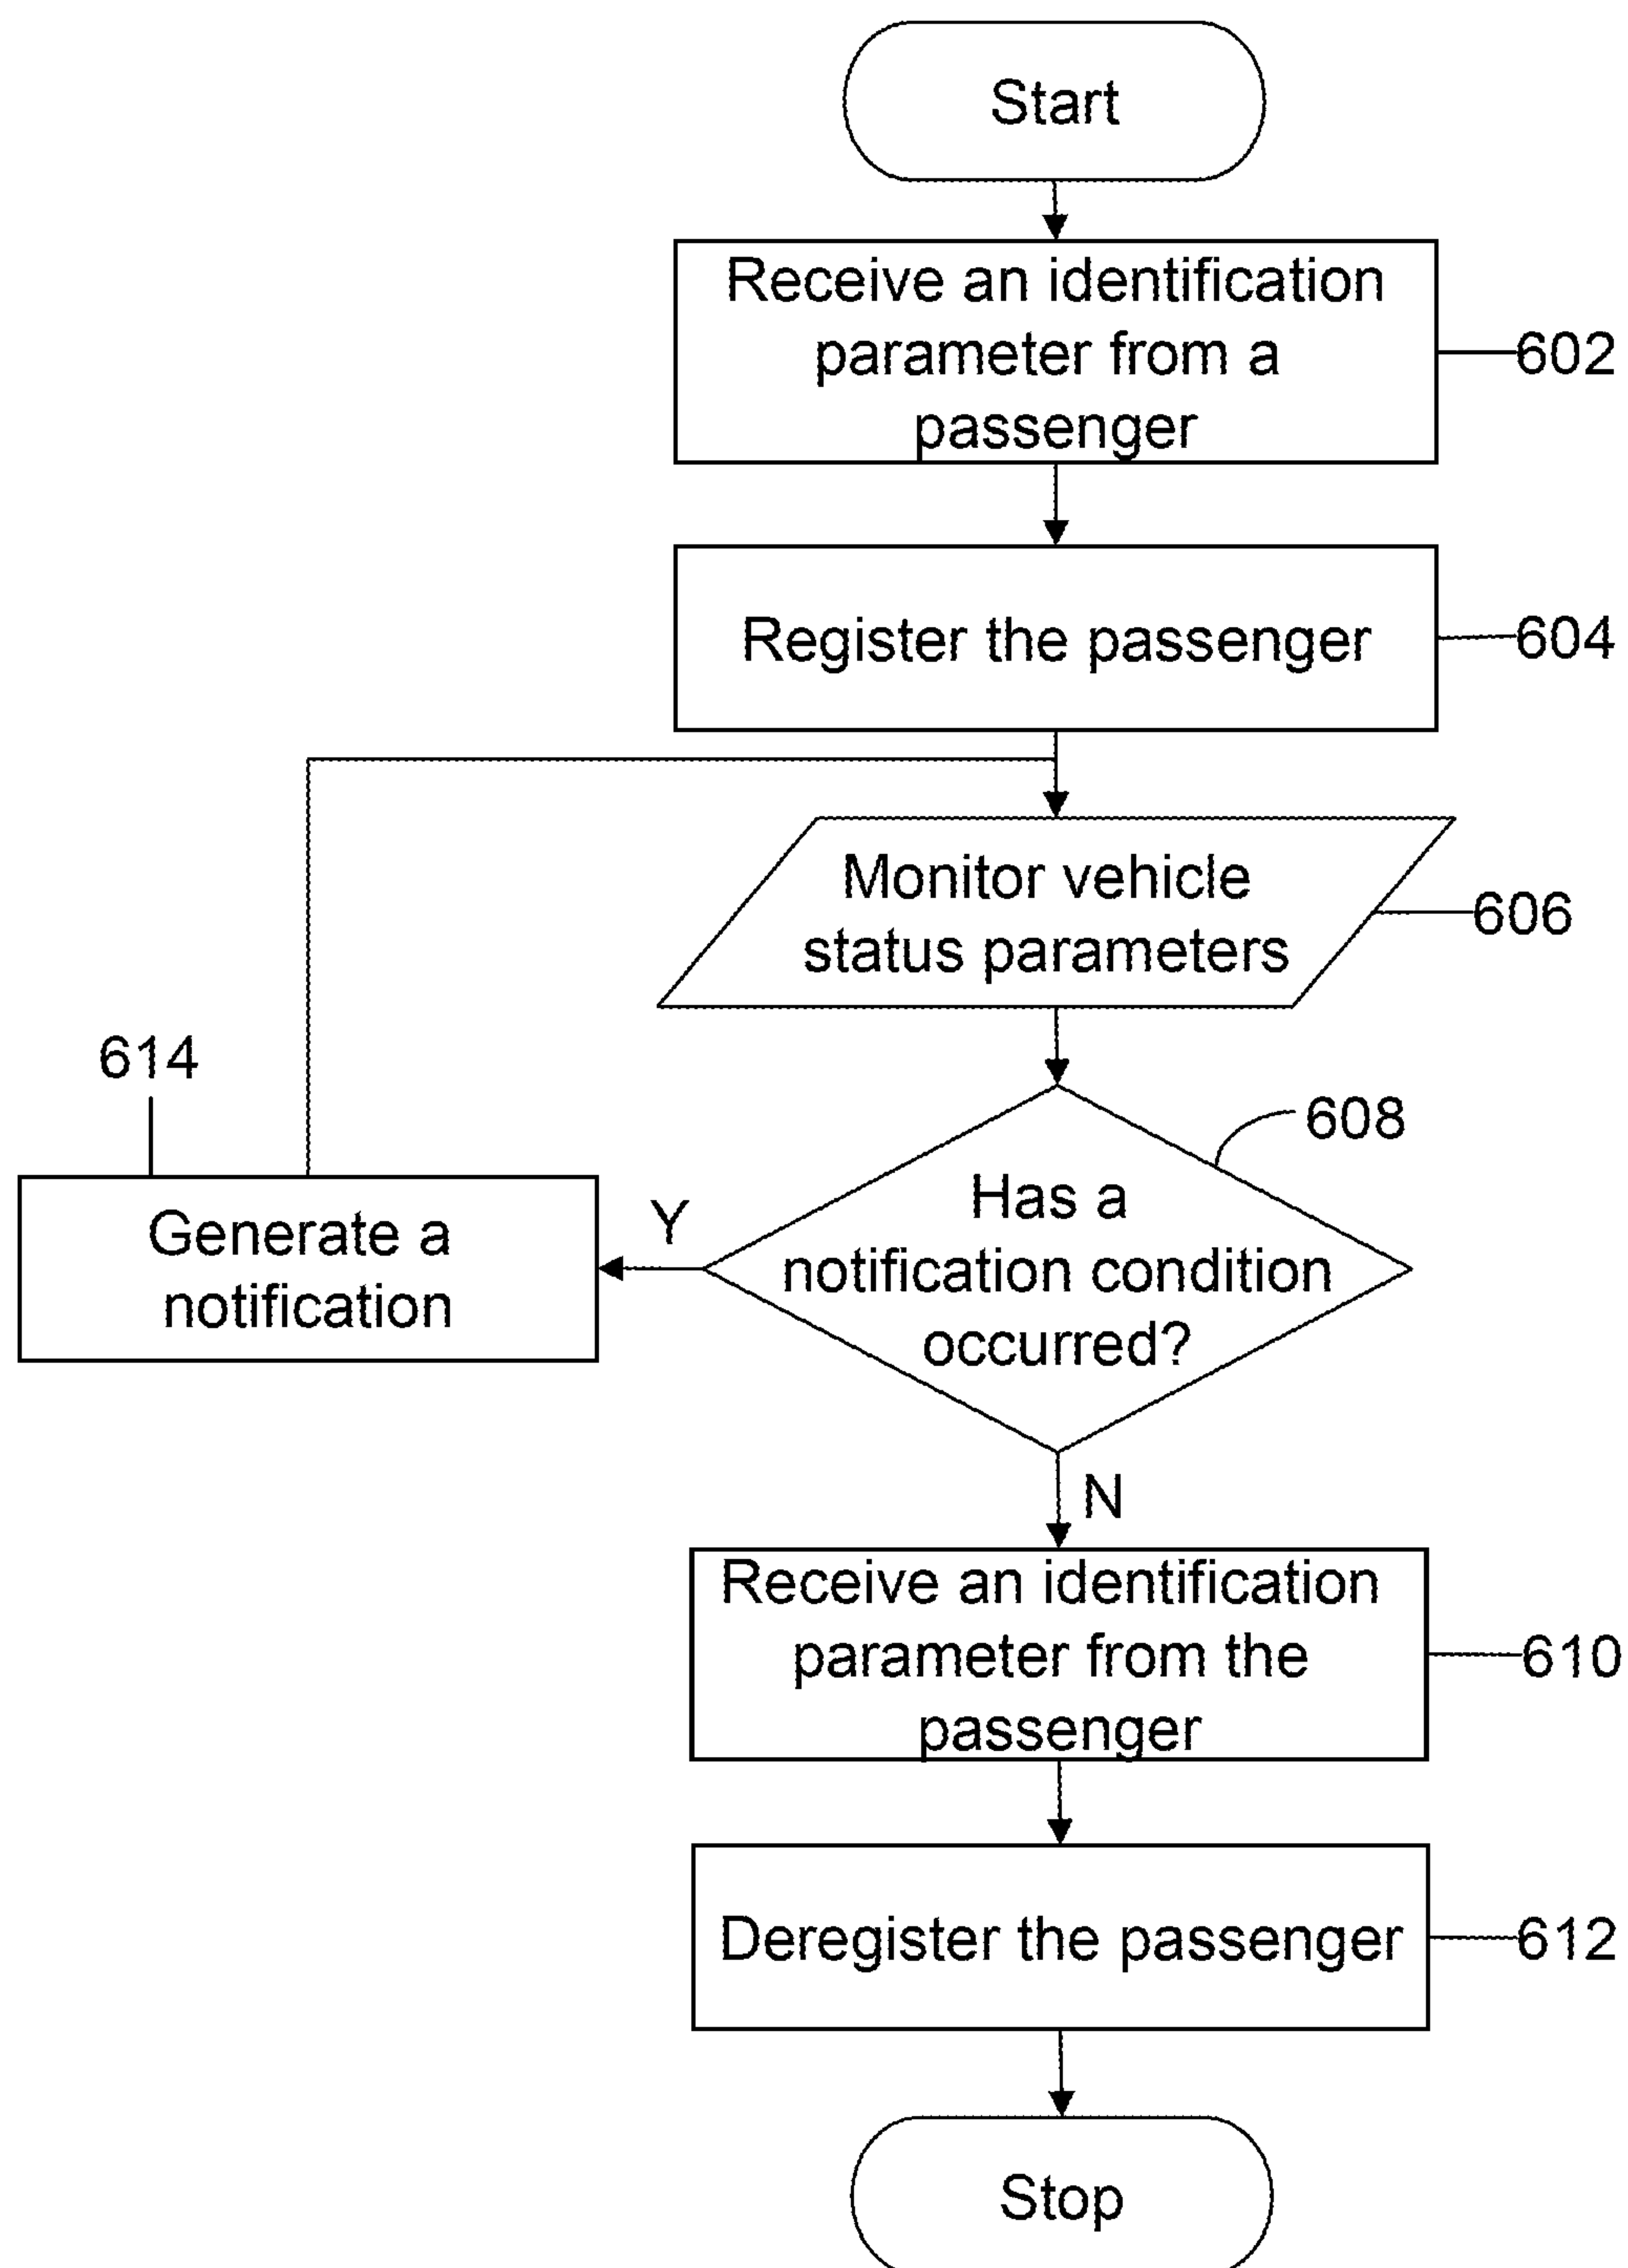 Start
Receive an identification
parameter from a
passenger
602
Register the passenger
604
Monitor vehicle
status parameters
606
614
608
Has a
notification condition
occurred?
Y
Generate a
notification
N
Receive an identification
parameter from the
passenger
610
Deregister the passenger
612
Stop